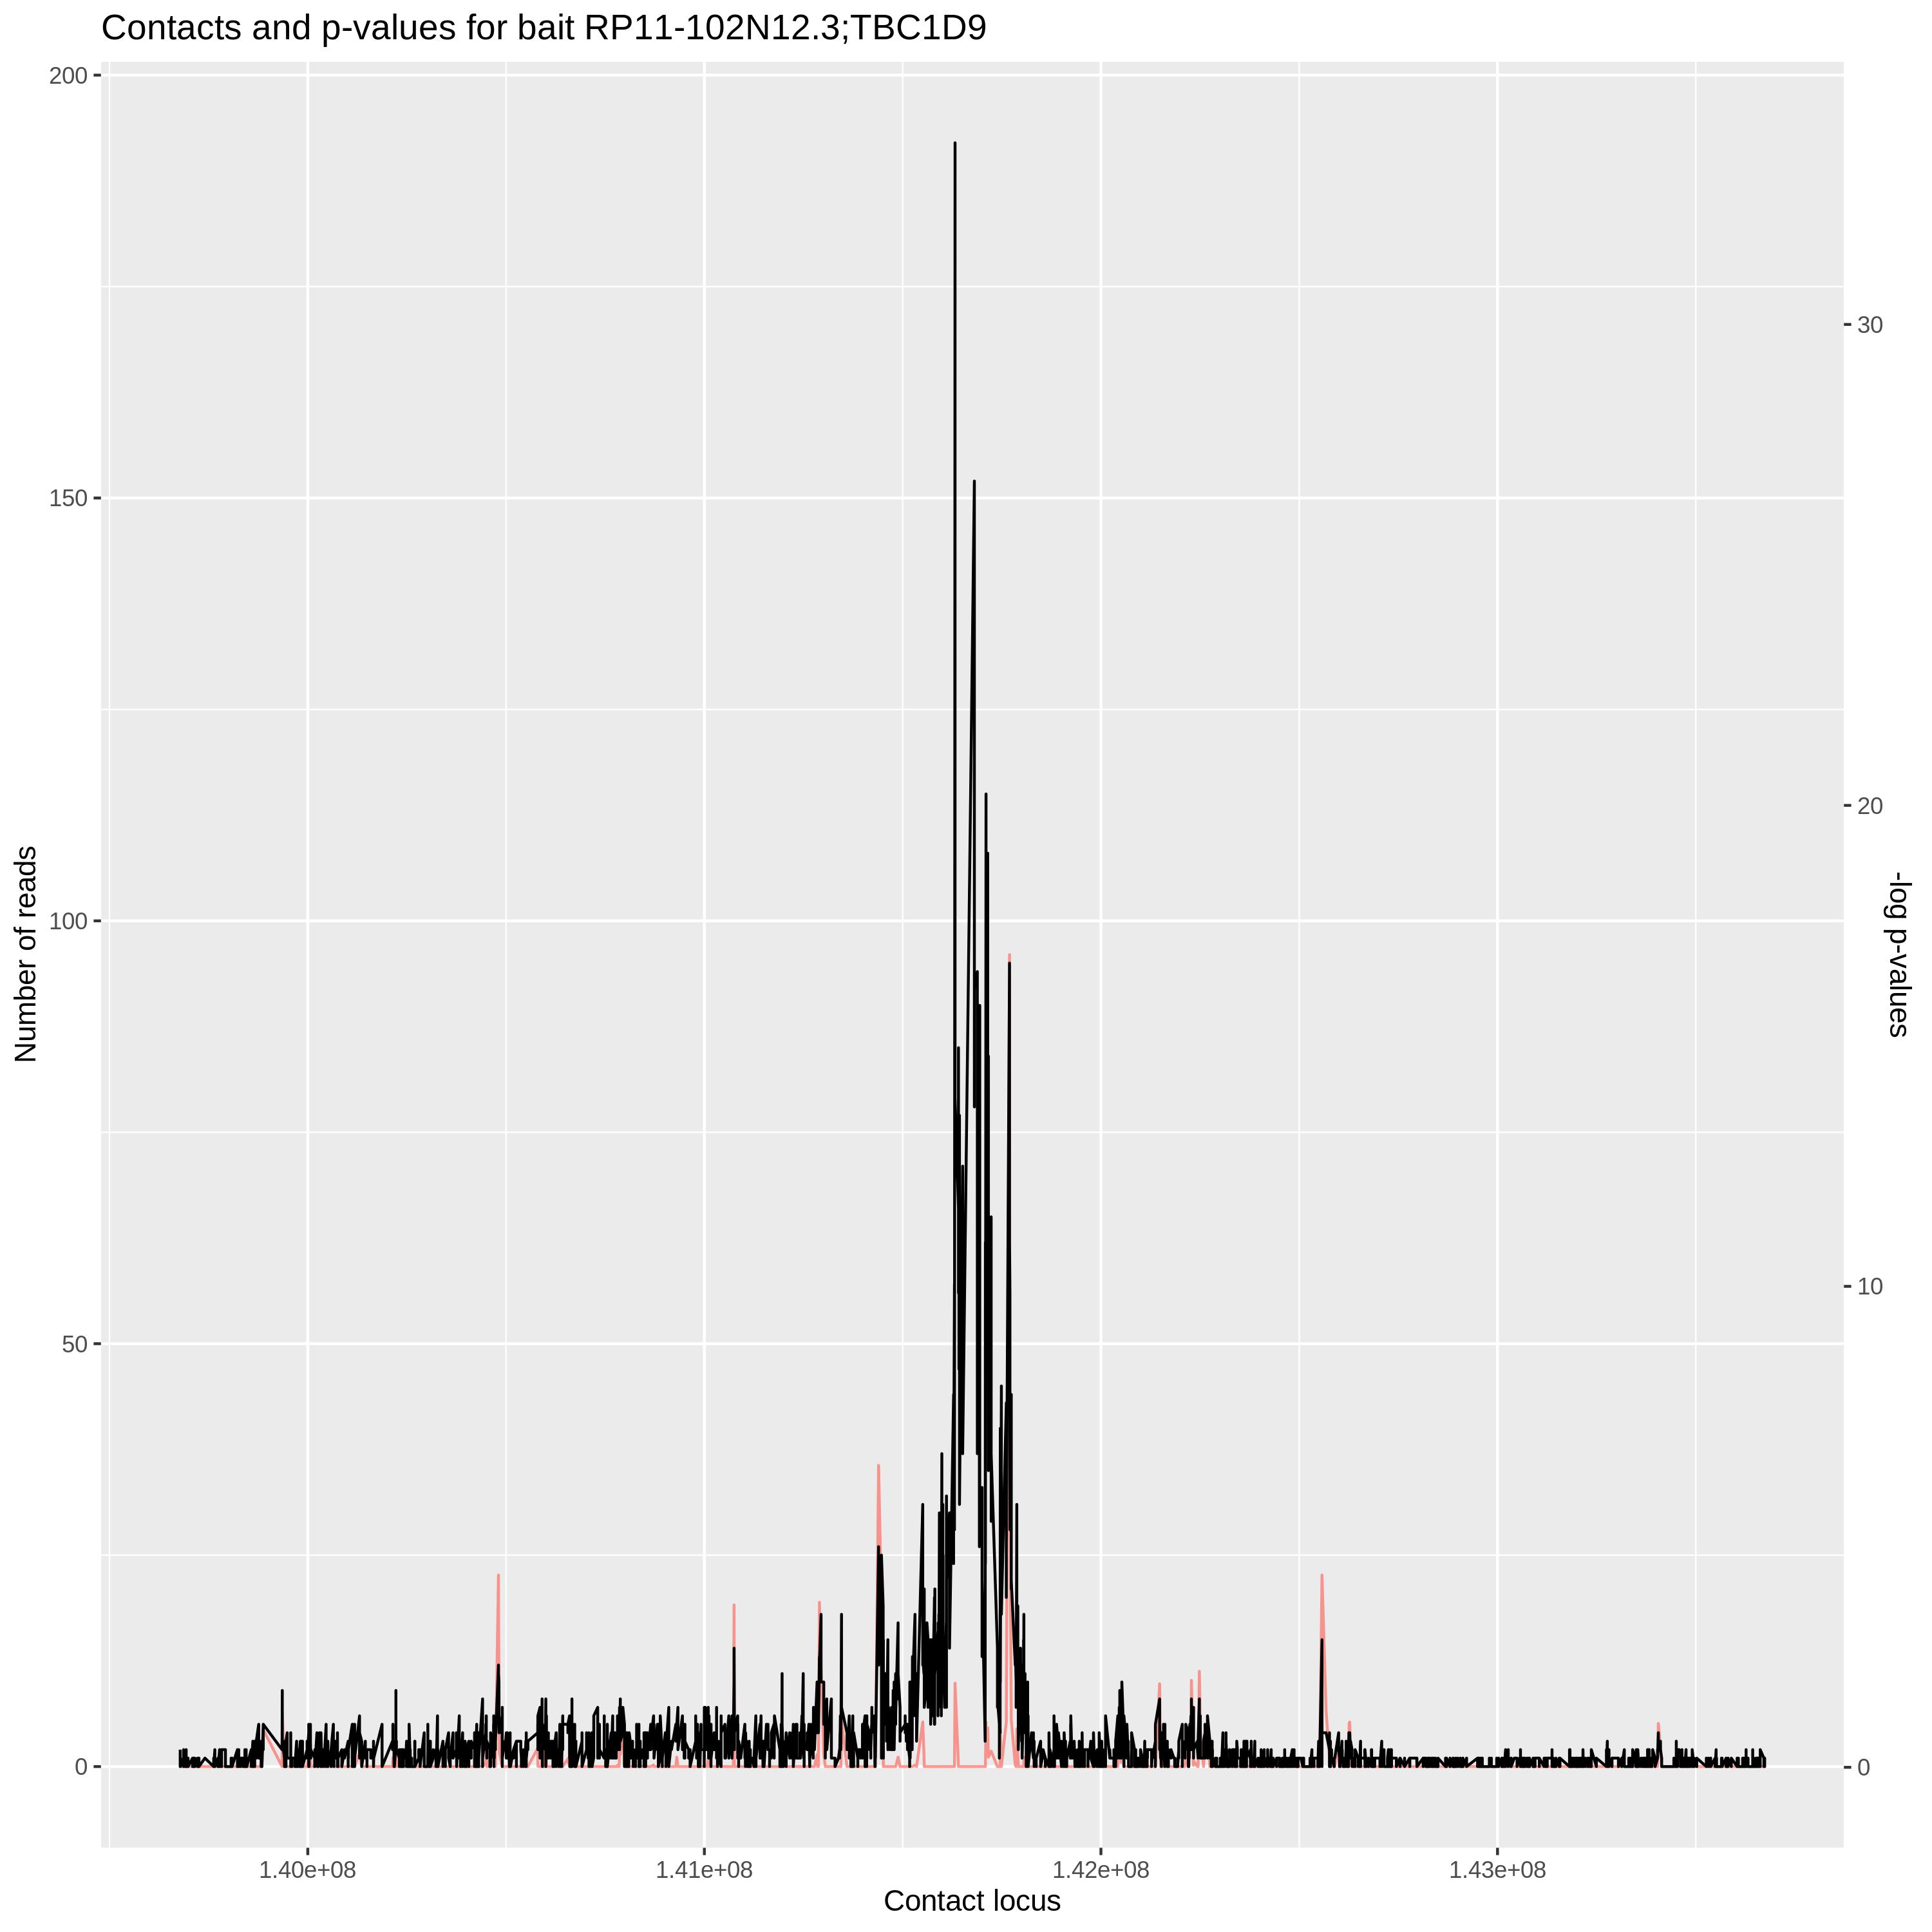 Contacts and p-values for bait RP11-102N12.3;TBC1D9
200
150
100
50
0
Number of reads
30
20
10
0
-log p-values
1.40e+08 1.41e+08 1.42e+08 1.43e+08
Contact locus